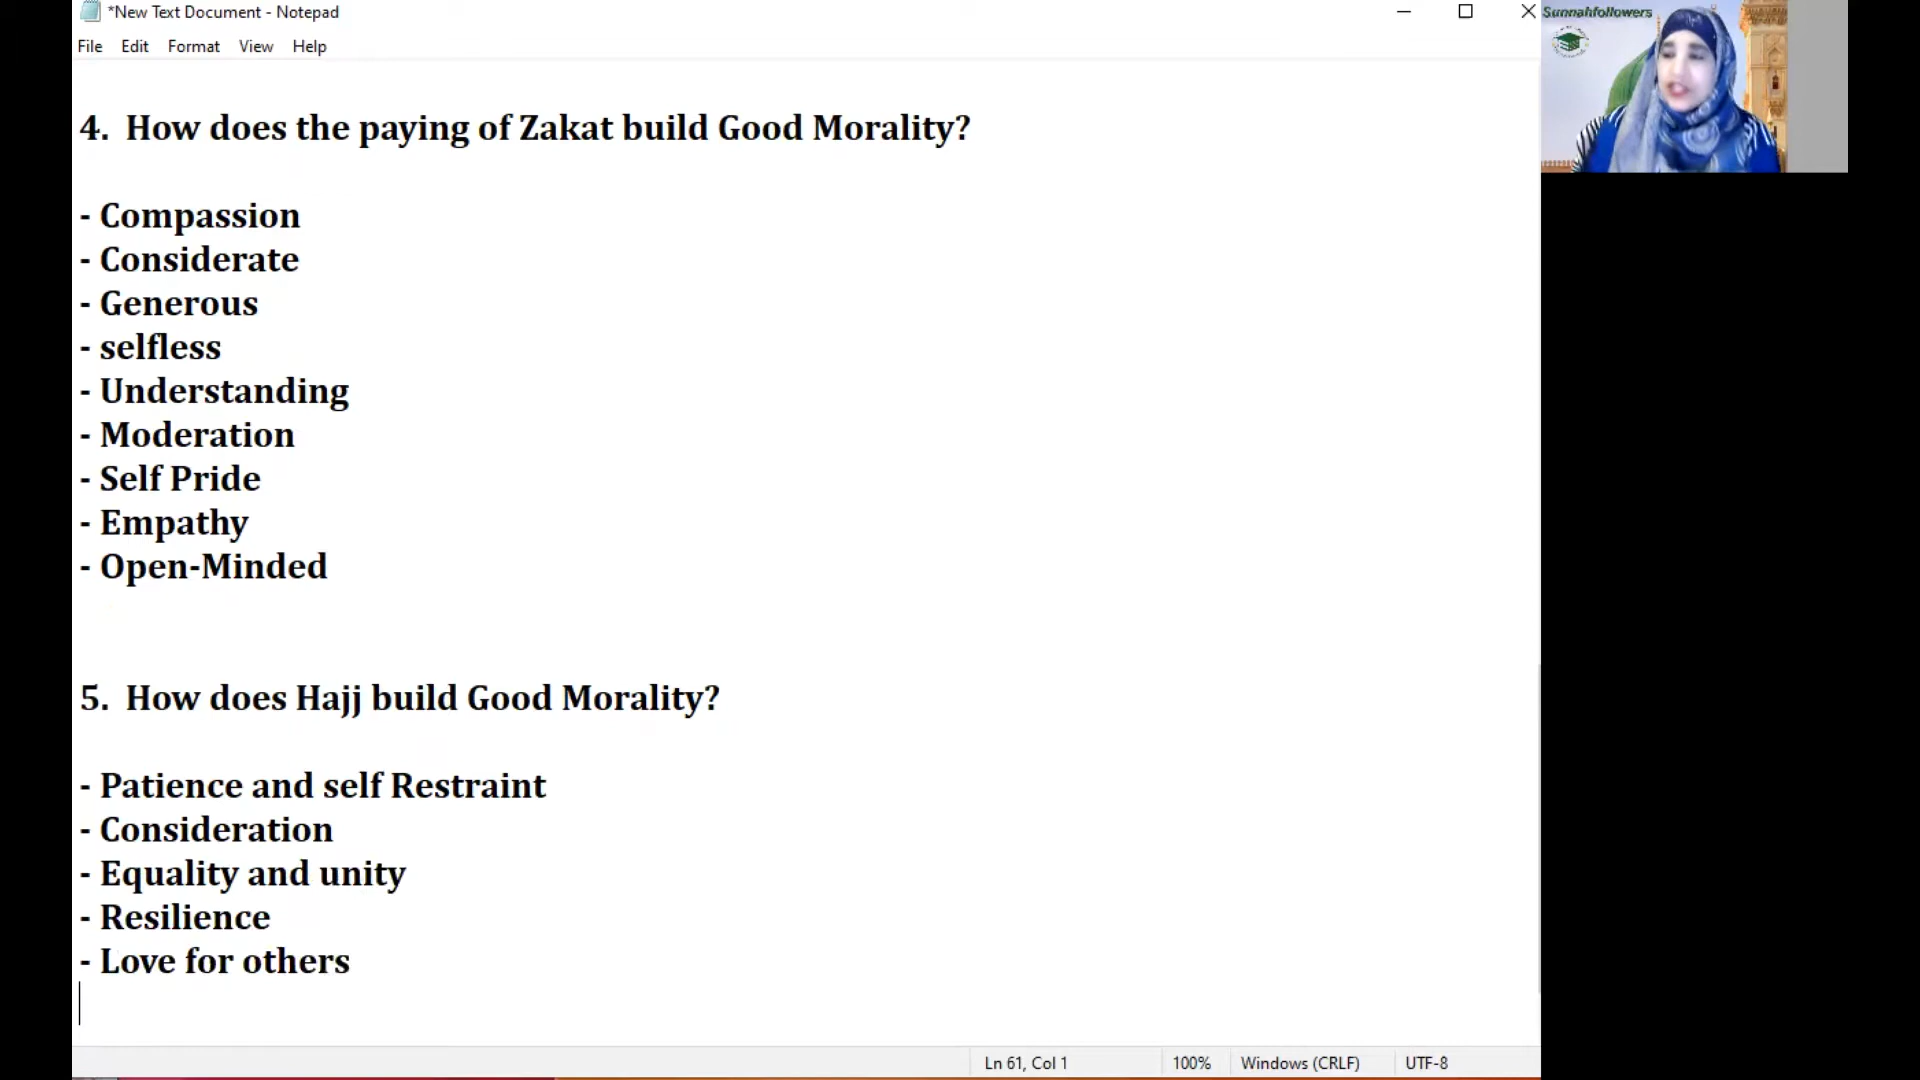 *New Text Document - Notepad
File Edit Format View Help
Sunnahfollowers
4. How does the paying of Zakat build Good Morality?
- Compassion
- Considerate
- Generous
- selfless
- Understanding
- Moderation
- Self Pride
- Empathy
- Open-Minded
5. How does Hajj build Good Morality?
- Patience and self Restraint
- Consideration
- Equality and unity
- Resilience
- Love for others
Ln 61, Col 1 100% Windows (CRLF) UTF-8